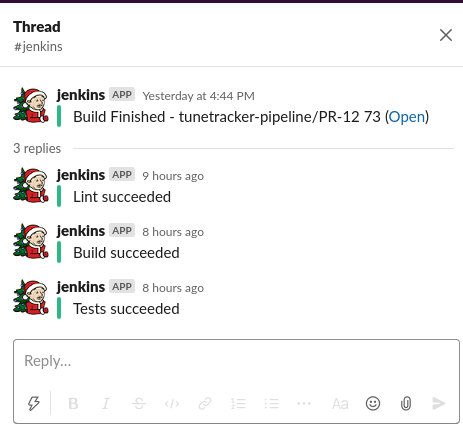 Thread
#jenkins
jenkins APP Yesterday at 4:44 PM
Build Finished - tunetracker-pipeline/PR-12 73 (Open)
3 replies
jenkins APP 9 hours ago
Lint succeeded
jenkins APP 8 hours ago
Build succeeded
jenkins APP 8 hours ago
Tests succeeded
Reply...
B I S </> Aa